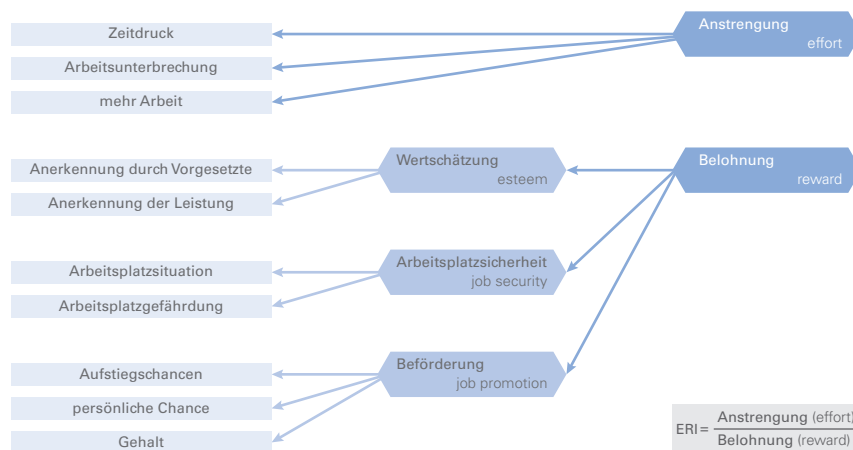 Zeitdruck
Arbeitsunterbrechung
mehr Arbeit
Anstrengung
effort
Anerkennung durch Vorgesetzte
Anerkennung der Leistung
Wertschätzung
esteem
Belohnung
reward
Arbeitsplatzsituation
Arbeitsplatzgefährdung
Arbeitsplatzsicherheit
job security
Aufstiegschancen
persönliche Chance
Gehalt
Beförderung
job promotion
ERI = Anstrengung (effort)
Belohnung (reward)